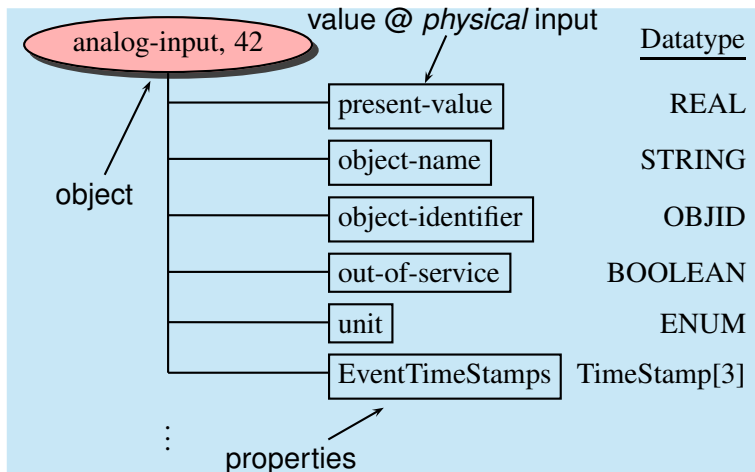 value @ physical input
analog-input, 42
Datatype
present-value REAL
object-name STRING
object
object-identifier OBJID
out-of-service BOOLEAN
unit ENUM
EventTimeStamps TimeStamp[3]
⋮
properties